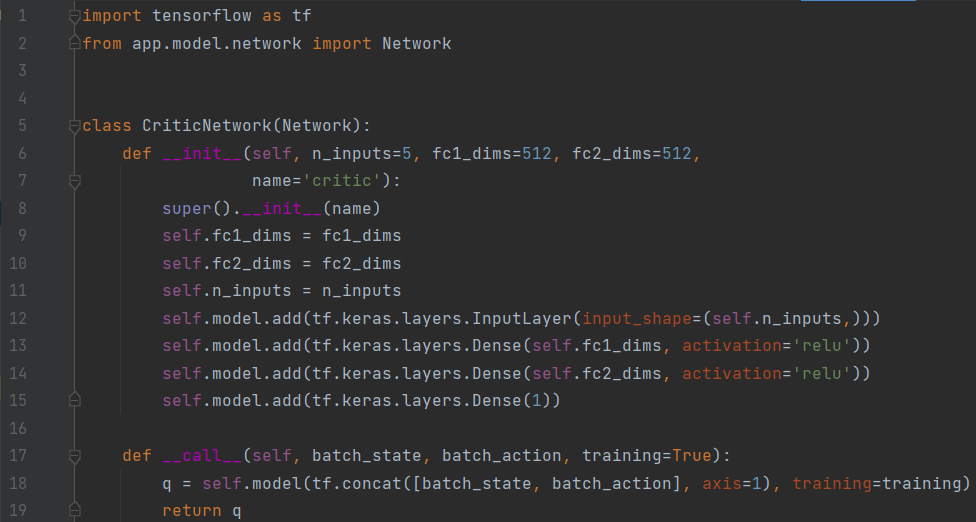 1 import tensorflow as tf
2 from app.model.network import Network
3
4
5 class CriticNetwork(Network):
6     def __init__(self, n_inputs=5, fc1_dims=512, fc2_dims=512,
7                  name='critic'):
8         super().__init__(name)
9         self.fc1_dims = fc1_dims
10         self.fc2_dims = fc2_dims
11         self.n_inputs = n_inputs
12         self.model.add(tf.keras.layers.InputLayer(input_shape=(self.n_inputs,)))
13         self.model.add(tf.keras.layers.Dense(self.fc1_dims, activation='relu'))
14         self.model.add(tf.keras.layers.Dense(self.fc2_dims, activation='relu'))
15         self.model.add(tf.keras.layers.Dense(1))
16
17     def __call__(self, batch_state, batch_action, training=True):
18         q = self.model(tf.concat([batch_state, batch_action], axis=1), training=training)
19         return q